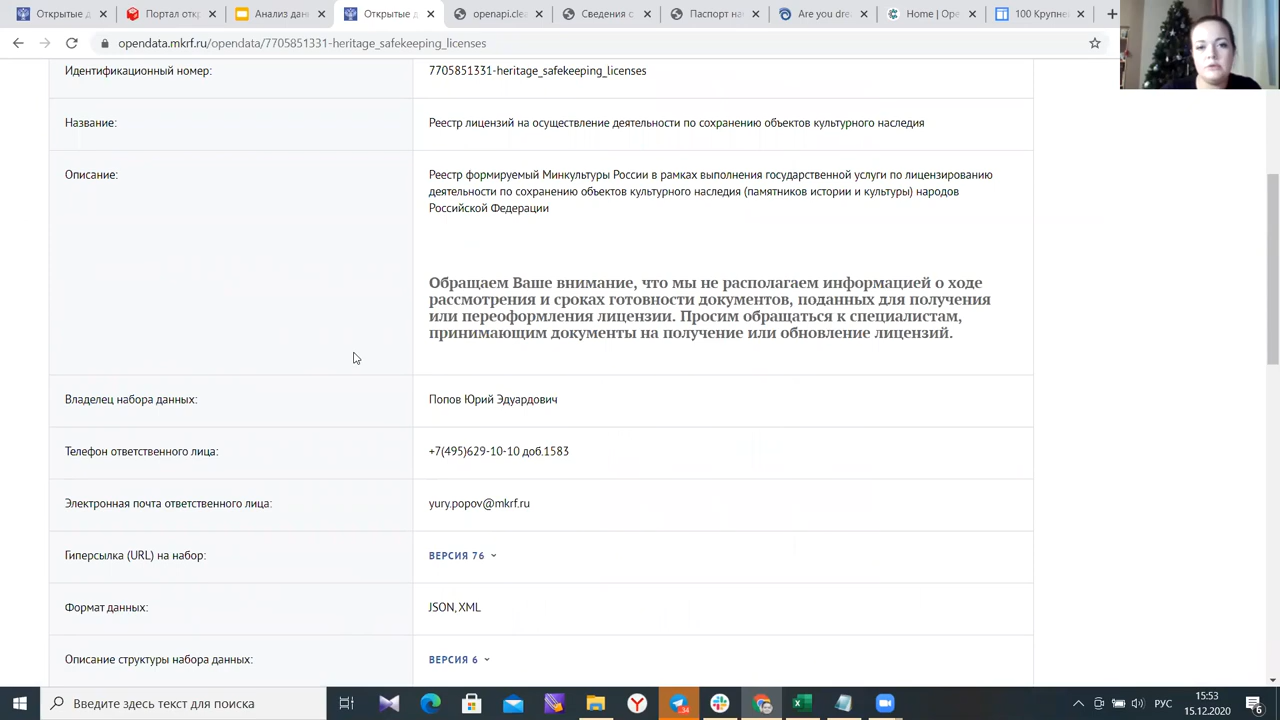 Открытые дан
Портал откр
Анализ данн
Открытые д
openapi.clea
Сведения с
Паспорт на
Are you dre
Home | Ope
100 Крупне
opendata.mkrf.ru/opendata/7705851331-heritage_safekeeping_licenses
Идентификационный номер: 7705851331-heritage_safekeeping_licenses
Название: Реестр лицензий на осуществление деятельности по сохранению объектов культурного наследия
Описание: Реестр формируемый Минкультуры России в рамках выполнения государственной услуги по лицензированию
деятельности по сохранению объектов культурного наследия (памятников истории и культуры) народов
Российской Федерации
Обращаем Ваше внимание, что мы не располагаем информацией о ходе
рассмотрения и сроках готовности документов, поданных для получения
или переоформления лицензии. Просим обращаться к специалистам,
принимающим документы на получение или обновление лицензий.
Владелец набора данных: Попов Юрий Эдуардович
Телефон ответственного лица: +7(495)629-10-10 доб.1583
Электронная почта ответственного лица: yury.popov@mkrf.ru
Гиперсылка (URL) на набор: ВЕРСИЯ 76
Формат данных: JSON, XML
Описание структуры набора данных: ВЕРСИЯ 6
Введите здесь текст для поиска
34
РУС
15:53
15.12.2020
6